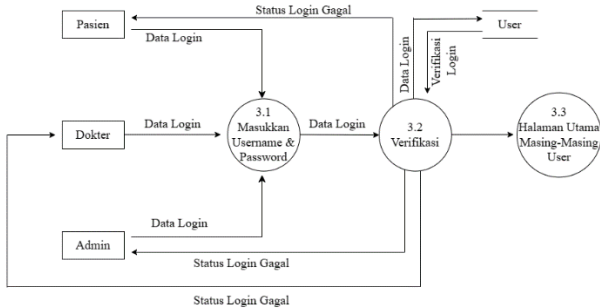 Status Login Gagal
Pasien
Data Login
User
Data Login
Verifikasi
Login
3.1
Masukkan
Username &
Password
3.2
Verifikasi
3.3
Halaman Utama
Masing-Masing
User
Dokter
Data Login
Data Login
Data Login
Admin
Status Login Gagal
Status Login Gagal